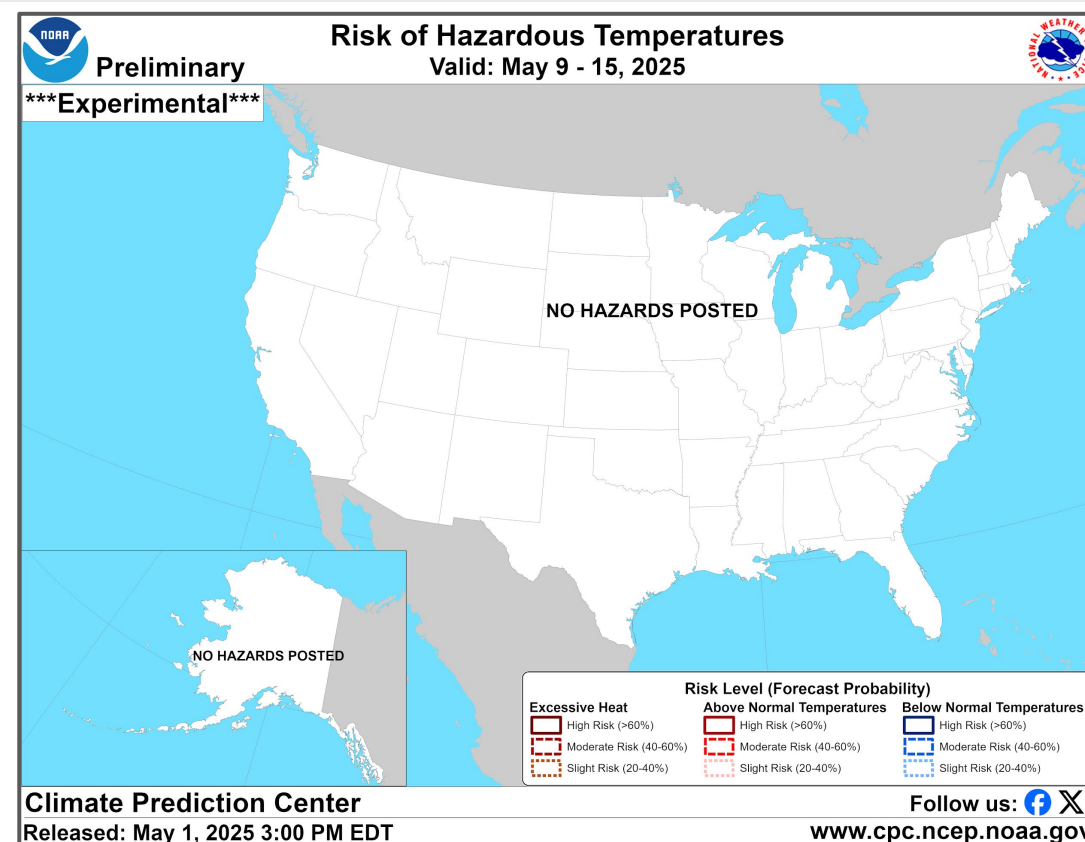 NOAA
Risk of Hazardous Temperatures
Preliminary
Valid: May 9 - 15, 2025
NATIONAL WEATHER
***Experimental***
NO HAZARDS POSTED
NO HAZARDS POSTED
Risk Level (Forecast Probability)
Excessive Heat
High Risk (>60%)
Moderate Risk (40-60%)
Slight Risk (20-40%)
Above Normal Temperatures
High Risk (>60%)
Moderate Risk (40-60%)
Slight Risk (20-40%)
Below Normal Temperatures
High Risk (>60%)
Moderate Risk (40-60%)
Slight Risk (20-40%)
Climate Prediction Center
Follow us:
Released: May 1, 2025 3:00 PM EDT
www.cpc.ncep.noaa.gov